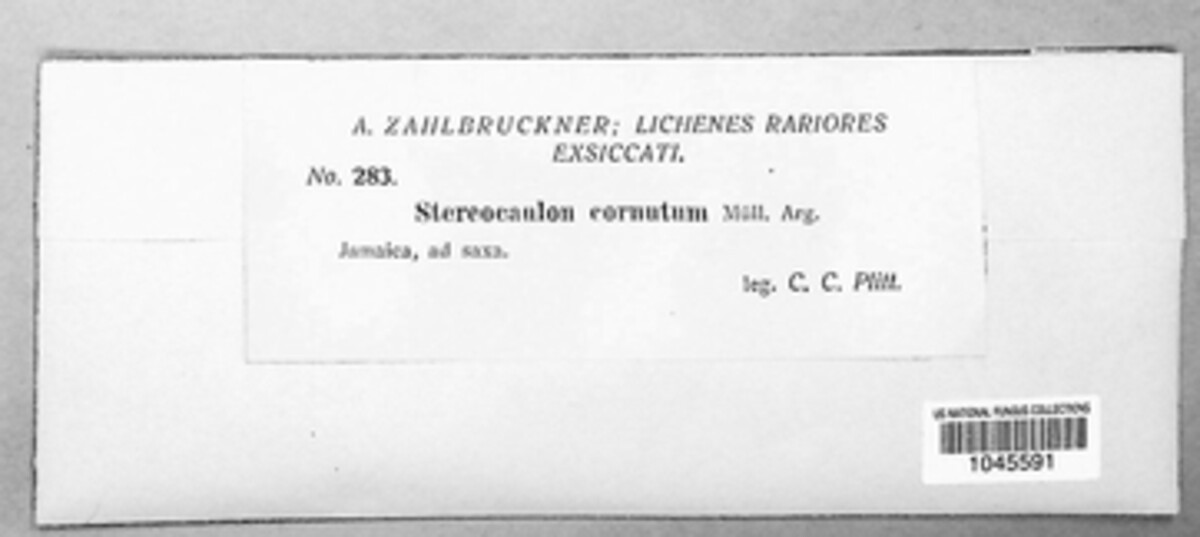 A. ZAHLBRUCKNER; LICHENES RARIORES
EXSICCATI.
No. 283.
Stereocaulon cornutum Müll. Arg.
Jamaica, ad saxa.
leg. C. C. Plitt.
US NATIONAL FUNGUS COLLECTIONS
1045591